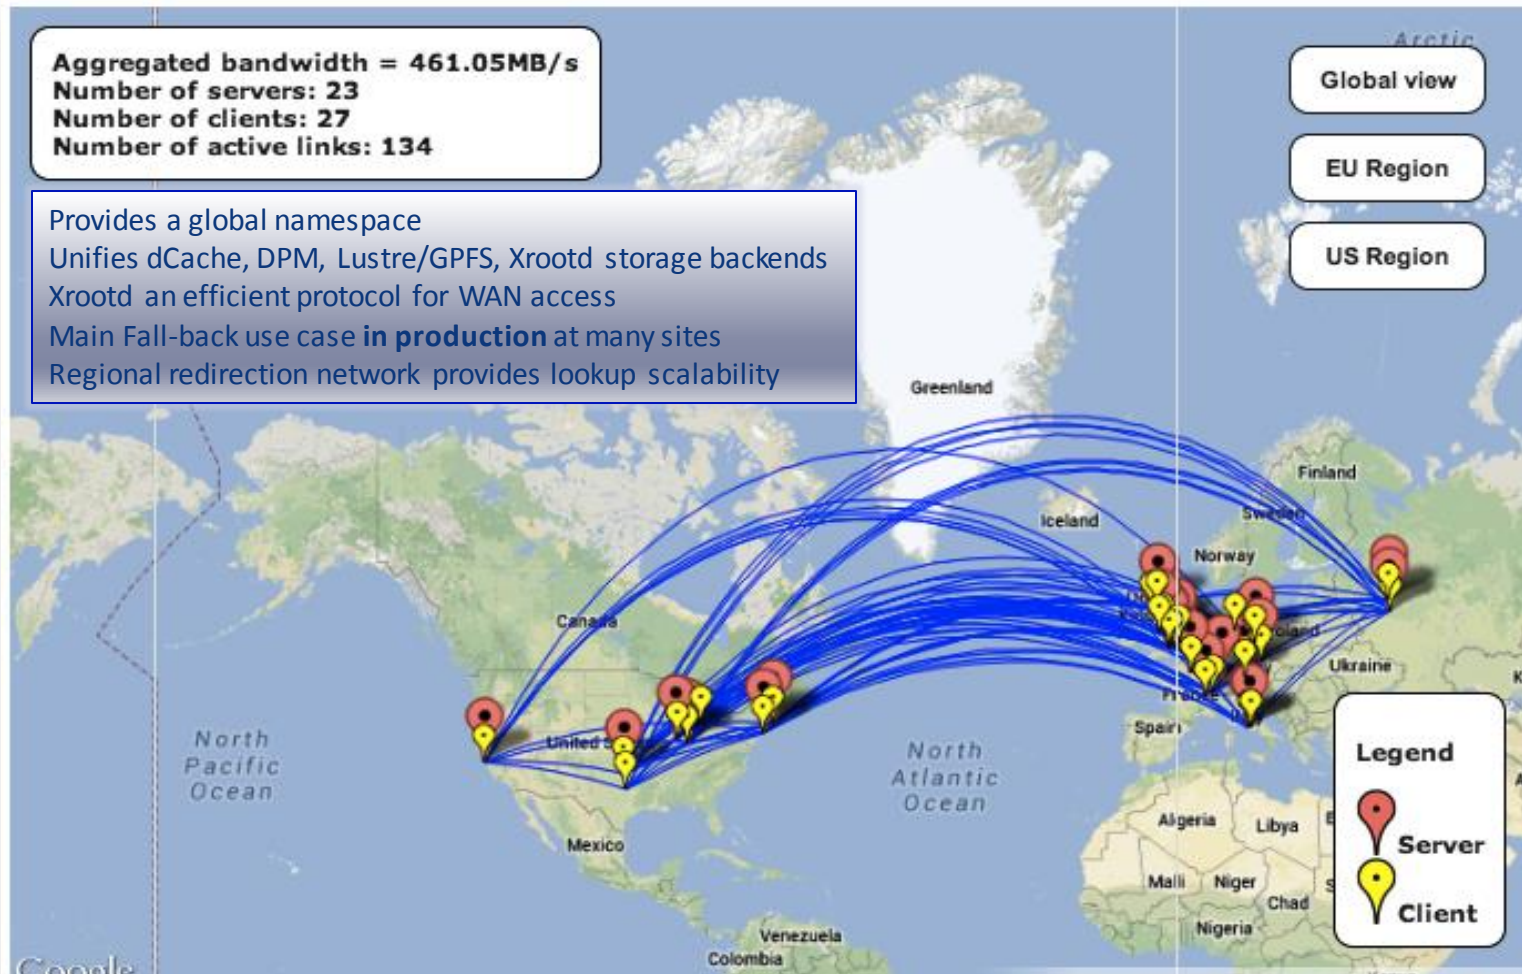 Arctic
Aggregated bandwidth = 461.05MB/s
Number of servers: 23
Number of clients: 27
Number of active links: 134
Global view
EU Region
US Region
Provides a global namespace
Unifies dCache, DPM, Lustre/GPFS, Xrootd storage backends
Xrootd an efficient protocol for WAN access
Main Fall-back use case in production at many sites
Regional redirection network provides lookup scalability
Greenland
Finland
Iceland
Sweden
Norway
Canada
Ukraine
Spain
North
Pacific
Ocean
North
Atlantic
Ocean
Mexico
Algeria
Libya
Mali
Niger
Chad
Nigeria
Venezuela
Colombia
Legend
Server
Client
Google